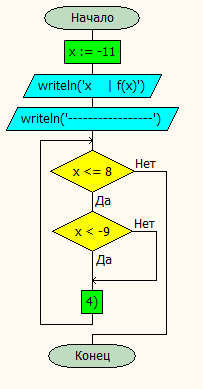 Начало
x := -11
writeln('x    | f(x)')
writeln('-----------------')
x <= 8
Нет
Да
x < -9
Нет
Да
4)
Конец